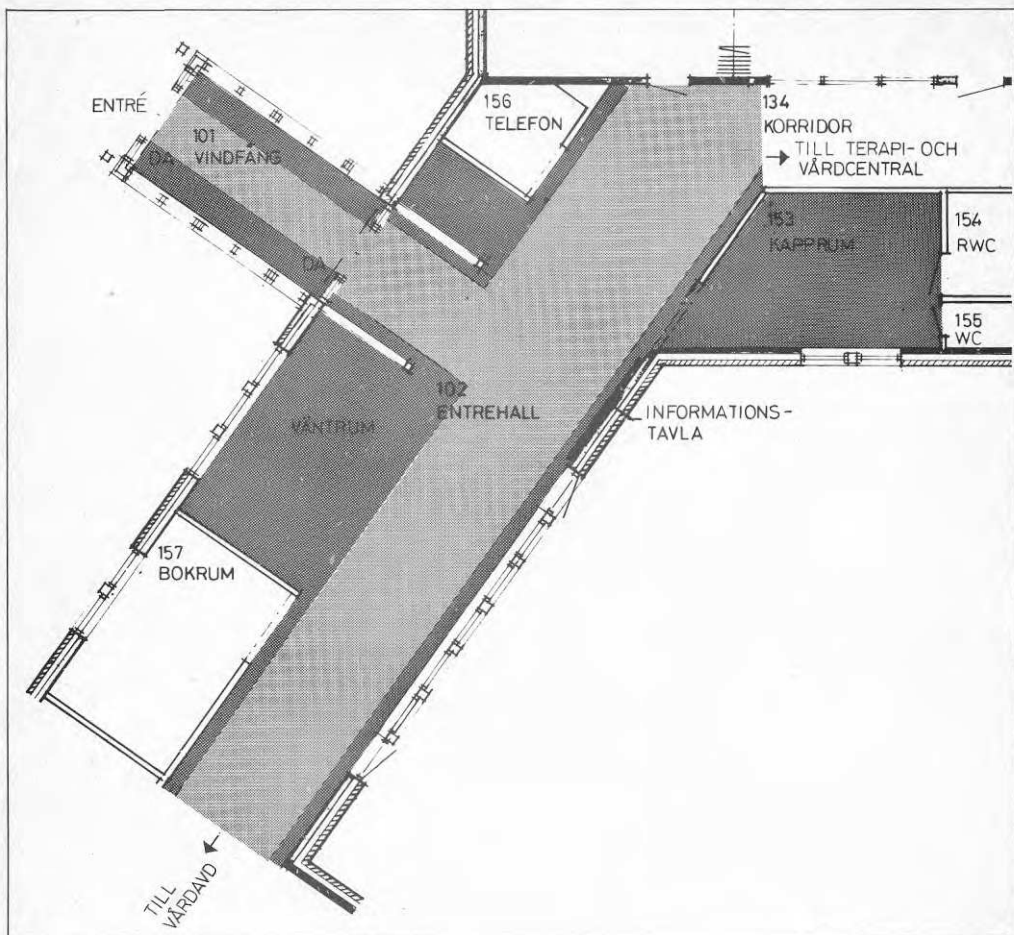 ENTRÉ
101
DA VINDFÅNG
156
TELEFON
134
KORRIDOR
TILL TERAPI- OCH
VÅRDCENTRAL
153
KAPPRUM
154
RWC
155
WC
DA
102
ENTREHALL
VÄNTRUM
INFORMATIONS-
TAVLA
157
BOKRUM
TILL
VÅRDAVD